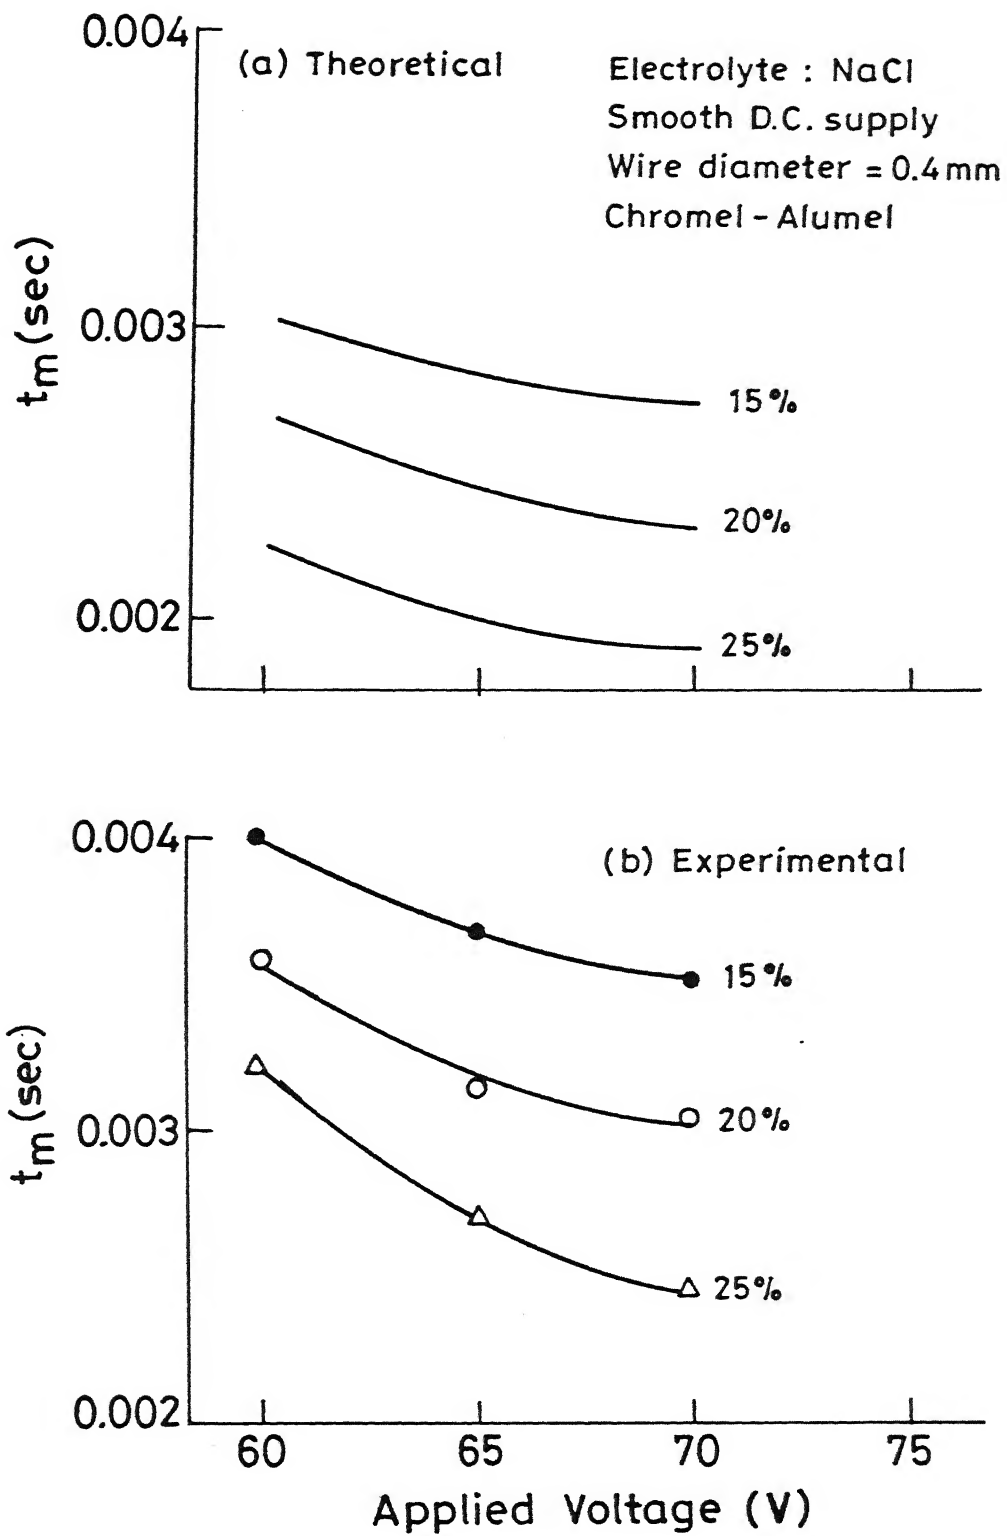 0.004
(a) Theoretical
Electrolyte : NaCl
Smooth D.C. supply
Wire diameter = 0.4mm
Chromel - Alumel
tm (sec)
0.003
15%
20%
0.002
25%
0.004
(b) Experimental
15%
tm (sec)
0.003
20%
25%
0.002
60 65 70 75
Applied Voltage (V)